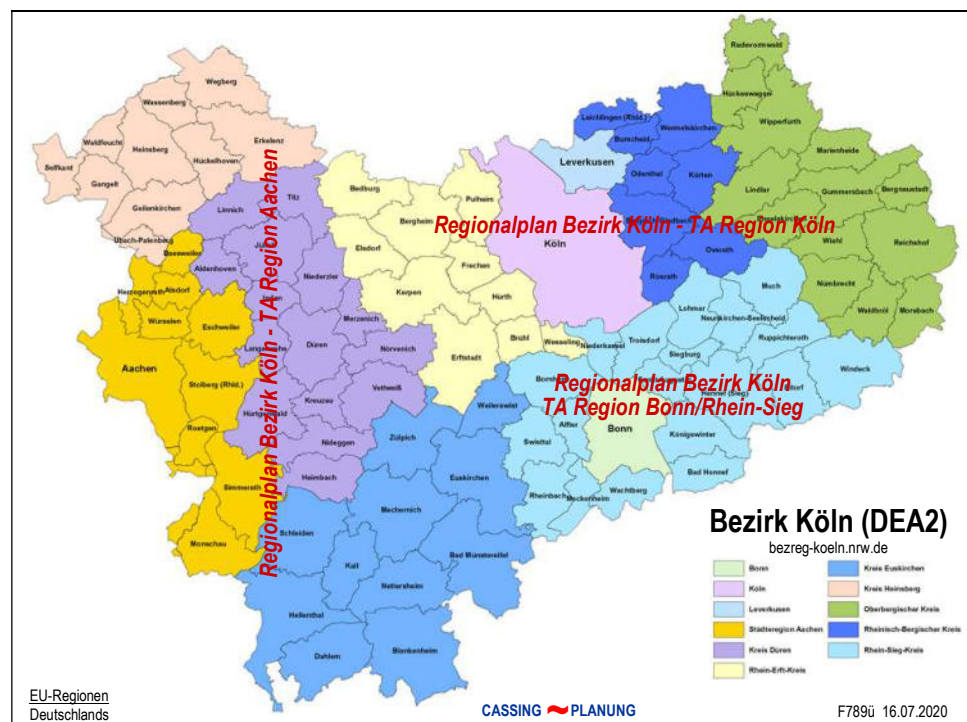 Radevormwald
Hückeswagen
Wipperfürth
Marienheide
Lindlar
Gummersbach
Bergneustadt
Wiehl
Reichshof
Nümbrecht
Waldbröl
Morsbach
Leichlingen (Rhld.)
Burscheid
Wermelskirchen
Odenthal
Kürten
Overath
Rösrath
Leverkusen
Köln
Wegberg
Wassenberg
Erkelenz
Waldfeucht
Heinsberg
Hückelhoven
Selfkant
Gangelt
Geilenkirchen
Übach-Palenberg
Baesweiler
Herzogenrath
Alsdorf
Würselen
Eschweiler
Aachen
Stolberg (Rhld.)
Roetgen
Simmerath
Monschau
Linnich
Titz
Aldenhoven
Niederzier
Merzenich
Düren
Nörvenich
Kreuzau
Vettweiß
Nideggen
Heimbach
Bedburg
Bergheim
Pulheim
Elsdorf
Frechen
Kerpen
Hürth
Brühl
Wesseling
Erftstadt
Weilerswist
Zülpich
Euskirchen
Mechernich
Schleiden
Kall
Bad Münstereifel
Nettersheim
Hellenthal
Dahlem
Blankenheim
Niederkassel
Troisdorf
Lohmar
Much
Neunkirchen-Seelscheid
Ruppichteroth
Siegburg
Windeck
Alfter
Swisttal
Bonn
Königswinter
Bad Honnef
Rheinbach
Meckenheim
Wachtberg
Regionalplan Bezirk Köln - TA Region Aachen
Regionalplan Bezirk Köln - TA Region Köln
Regionalplan Bezirk Köln
TA Region Bonn/Rhein-Sieg
Bezirk Köln (DEA2)
bezreg-koeln.nrw.de
Bonn
Köln
Leverkusen
Städteregion Aachen
Kreis Düren
Rhein-Erft-Kreis
Kreis Euskirchen
Kreis Heinsberg
Oberbergischer Kreis
Rheinisch-Bergischer Kreis
Rhein-Sieg-Kreis
EU-Regionen
Deutschlands
CASSING PLANUNG
F789ü 16.07.2020